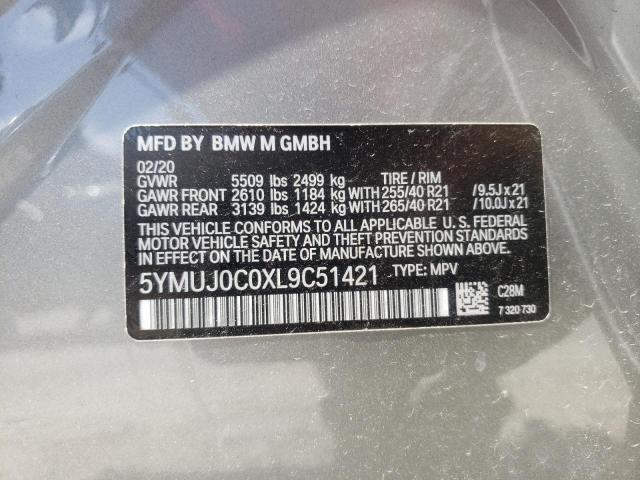 MFD BY BMW M GMBH
02/20
GVWR 5509 lbs 2499 kg TIRE / RIM
GAWR FRONT 2610 lbs 1184 kg WITH 255/40 R21 /9.5J x 21
GAWR REAR 3139 lbs 1424 kg WITH 265/40 R21 /10.0J x 21
THIS VEHICLE CONFORMS TO ALL APPLICABLE U.S. FEDERAL
MOTOR VEHICLE SAFETY AND THEFT PREVENTION STANDARDS
IN EFFECT ON THE DATE OF MANUFACTURE SHOWN ABOVE.
5YMUJ0C0XL9C51421 TYPE: MPV
C28M
7 320 730